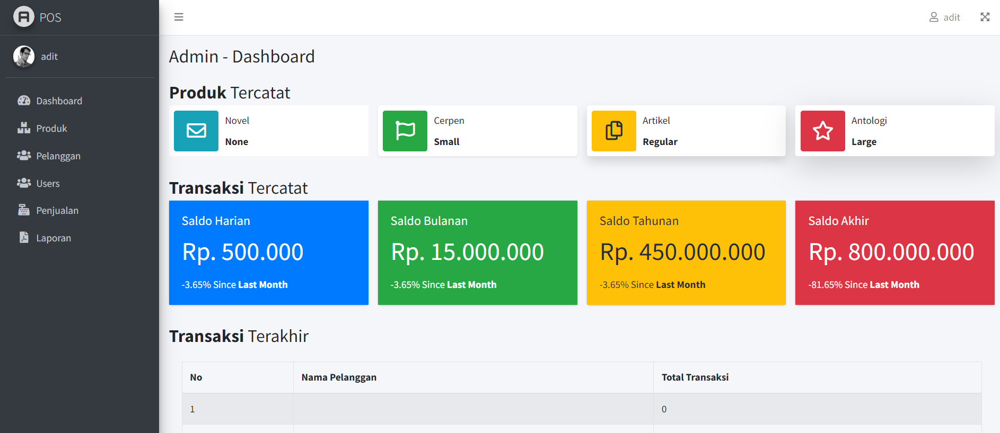 A POS
adit
adit
Dashboard
Produk
Pelanggan
Users
Penjualan
Laporan
Admin - Dashboard
Produk Tercatat
Novel
None
Cerpen
Small
Artikel
Regular
Antologi
Large
Transaksi Tercatat
Saldo Harian
Rp. 500.000
-3.65% Since Last Month
Saldo Bulanan
Rp. 15.000.000
-3.65% Since Last Month
Saldo Tahunan
Rp. 450.000.000
-3.65% Since Last Month
Saldo Akhir
Rp. 800.000.000
-81.65% Since Last Month
Transaksi Terakhir
No Nama Pelanggan Total Transaksi
1 0